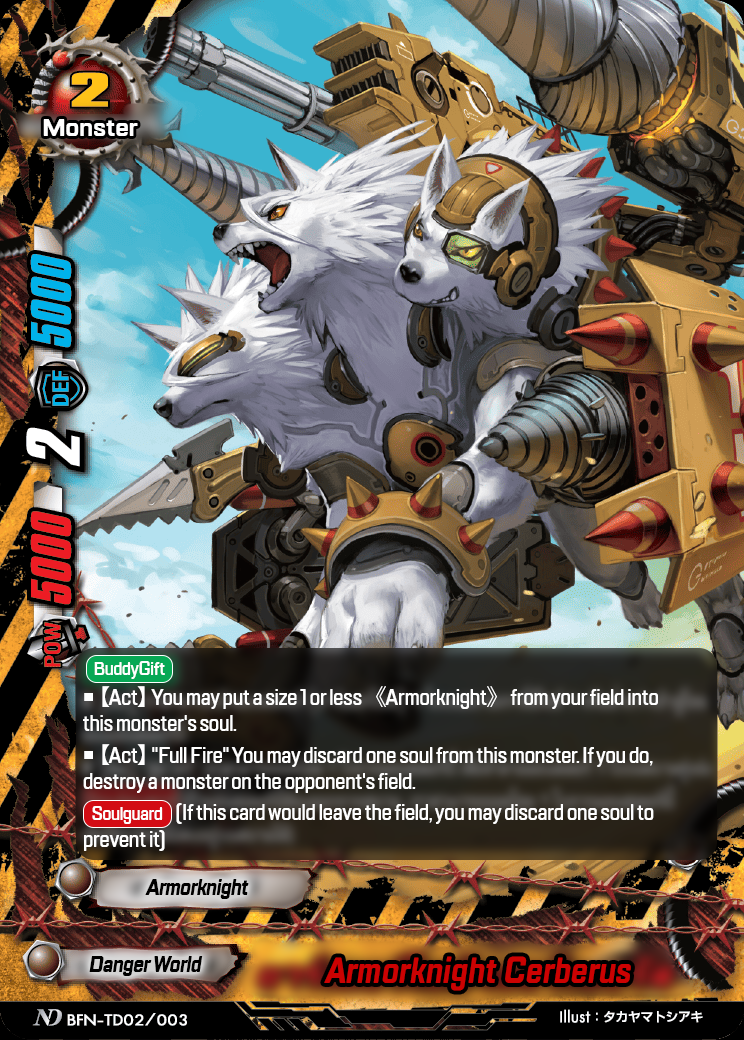 2
Monster
5000
DEF
2
5000
POW
BuddyGift
■【Act】You may put a size 1 or less 《Armorknight》 from your field into
this monster's soul.
■【Act】"Full Fire" You may discard one soul from this monster. If you do,
destroy a monster on the opponent's field.
Soulguard (If this card would leave the field, you may discard one soul to
prevent it)
Armorknight
Danger World
Armorknight Cerberus
ND BFN-TD02/003
Illust : タカヤマトシアキ